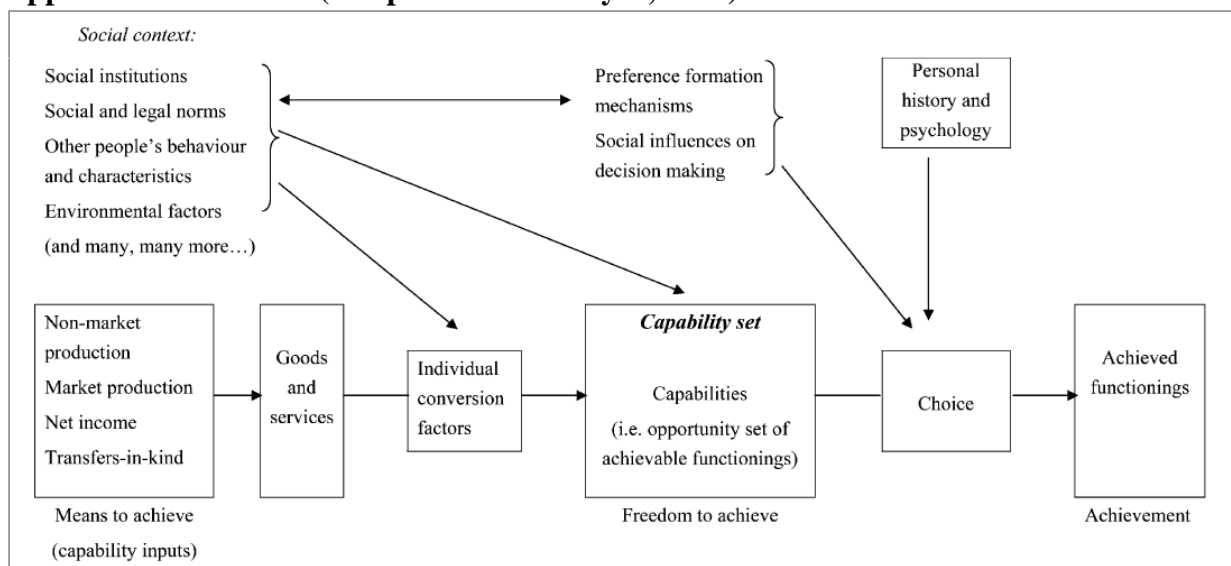 Social context:
Social institutions
Social and legal norms
Other people's behaviour
and characteristics
Environmental factors
(and many, many more…)
Preference formation
mechanisms
Social influences on
decision making
Personal
history and
psychology
Non-market
production
Market production
Net income
Transfers-in-kind
Means to achieve
(capability inputs)
Goods
and
services
Individual
conversion
factors
Capability set
Capabilities
(i.e. opportunity set of
achievable functionings)
Freedom to achieve
Choice
Achieved
functionings
Achievement